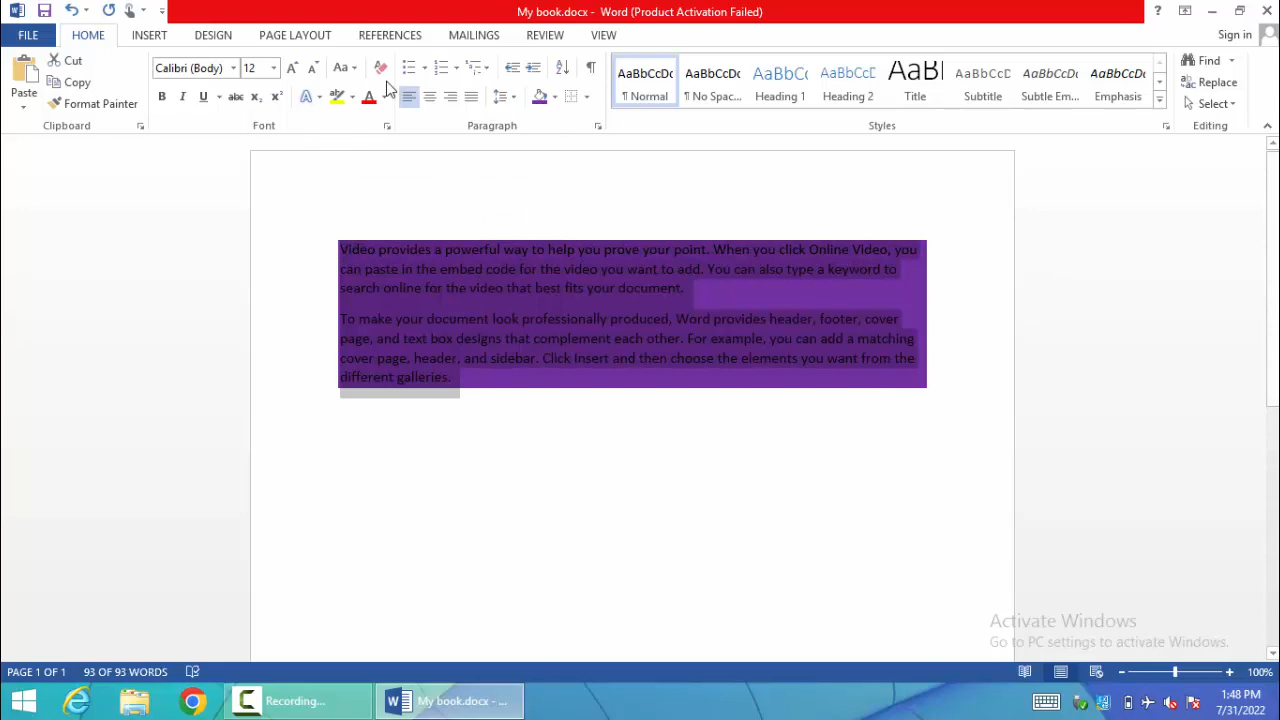 My book.docx - Word (Product Activation Failed)
FILE HOME INSERT DESIGN PAGE LAYOUT REFERENCES MAILINGS REVIEW VIEW Sign in
Paste
Cut
Copy
Format Painter
Clipboard
Calibri (Body) 12
Font
Paragraph
AaBbCcDc AaBbCcDc AaBbCc AaBbCcD AaBb AaBbCcD AaBbCcDc AaBbCcDc
¶ Normal ¶ No Spac... Heading 1 Heading 2 Title Subtitle Subtle Em... Emphasis
Styles
Find
Replace
Select
Editing
Video provides a powerful way to help you prove your point. When you click Online Video, you
can paste in the embed code for the video you want to add. You can also type a keyword to
search online for the video that best fits your document.
To make your document look professionally produced, Word provides header, footer, cover
page, and text box designs that complement each other. For example, you can add a matching
cover page, header, and sidebar. Click Insert and then choose the elements you want from the
different galleries.
Activate Windows
Go to PC settings to activate Windows.
PAGE 1 OF 1 93 OF 93 WORDS 100%
Recording...
My book.docx - ...
1:48 PM
7/31/2022